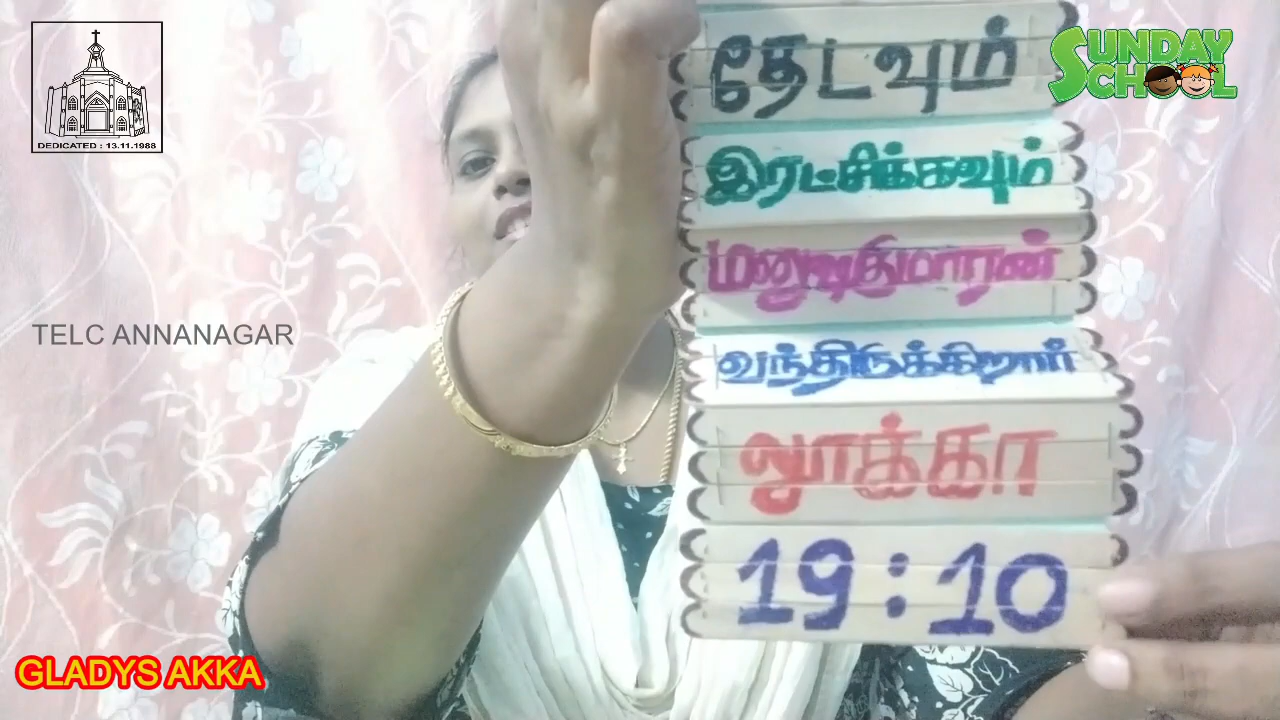 DEDICATED : 13.11.1988
SUNDAY
SCHOOL
தேடவும்
இரட்சிக்கவும்
மனுஷகுமாரன்
வந்திருக்கிறார்
லூக்கா
19:10
TELC ANNANAGAR
GLADYS AKKA